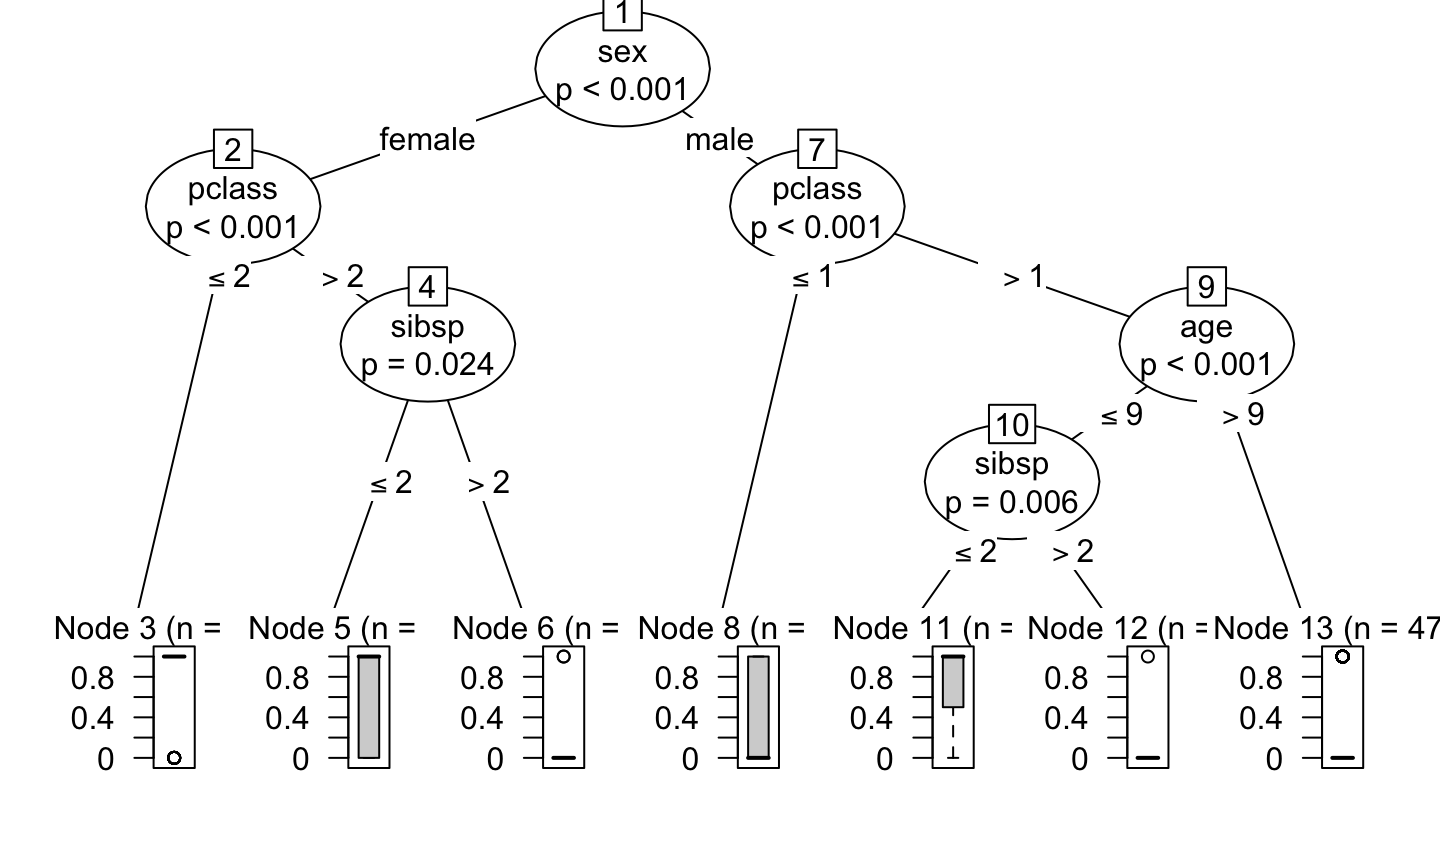 1
sex
p < 0.001
female
male
2
pclass
p < 0.001
7
pclass
p < 0.001
≤ 2
> 2
≤ 1
> 1
4
sibsp
p = 0.024
9
age
p < 0.001
≤ 9
> 9
10
sibsp
p = 0.006
≤ 2
> 2
≤ 2
> 2
Node 3 (n =
Node 5 (n =
Node 6 (n =
Node 8 (n =
Node 11 (n =
Node 12 (n =
Node 13 (n = 47
0.8
0.4
0
0.8
0.4
0
0.8
0.4
0
0.8
0.4
0
0.8
0.4
0
0.8
0.4
0
0.8
0.4
0